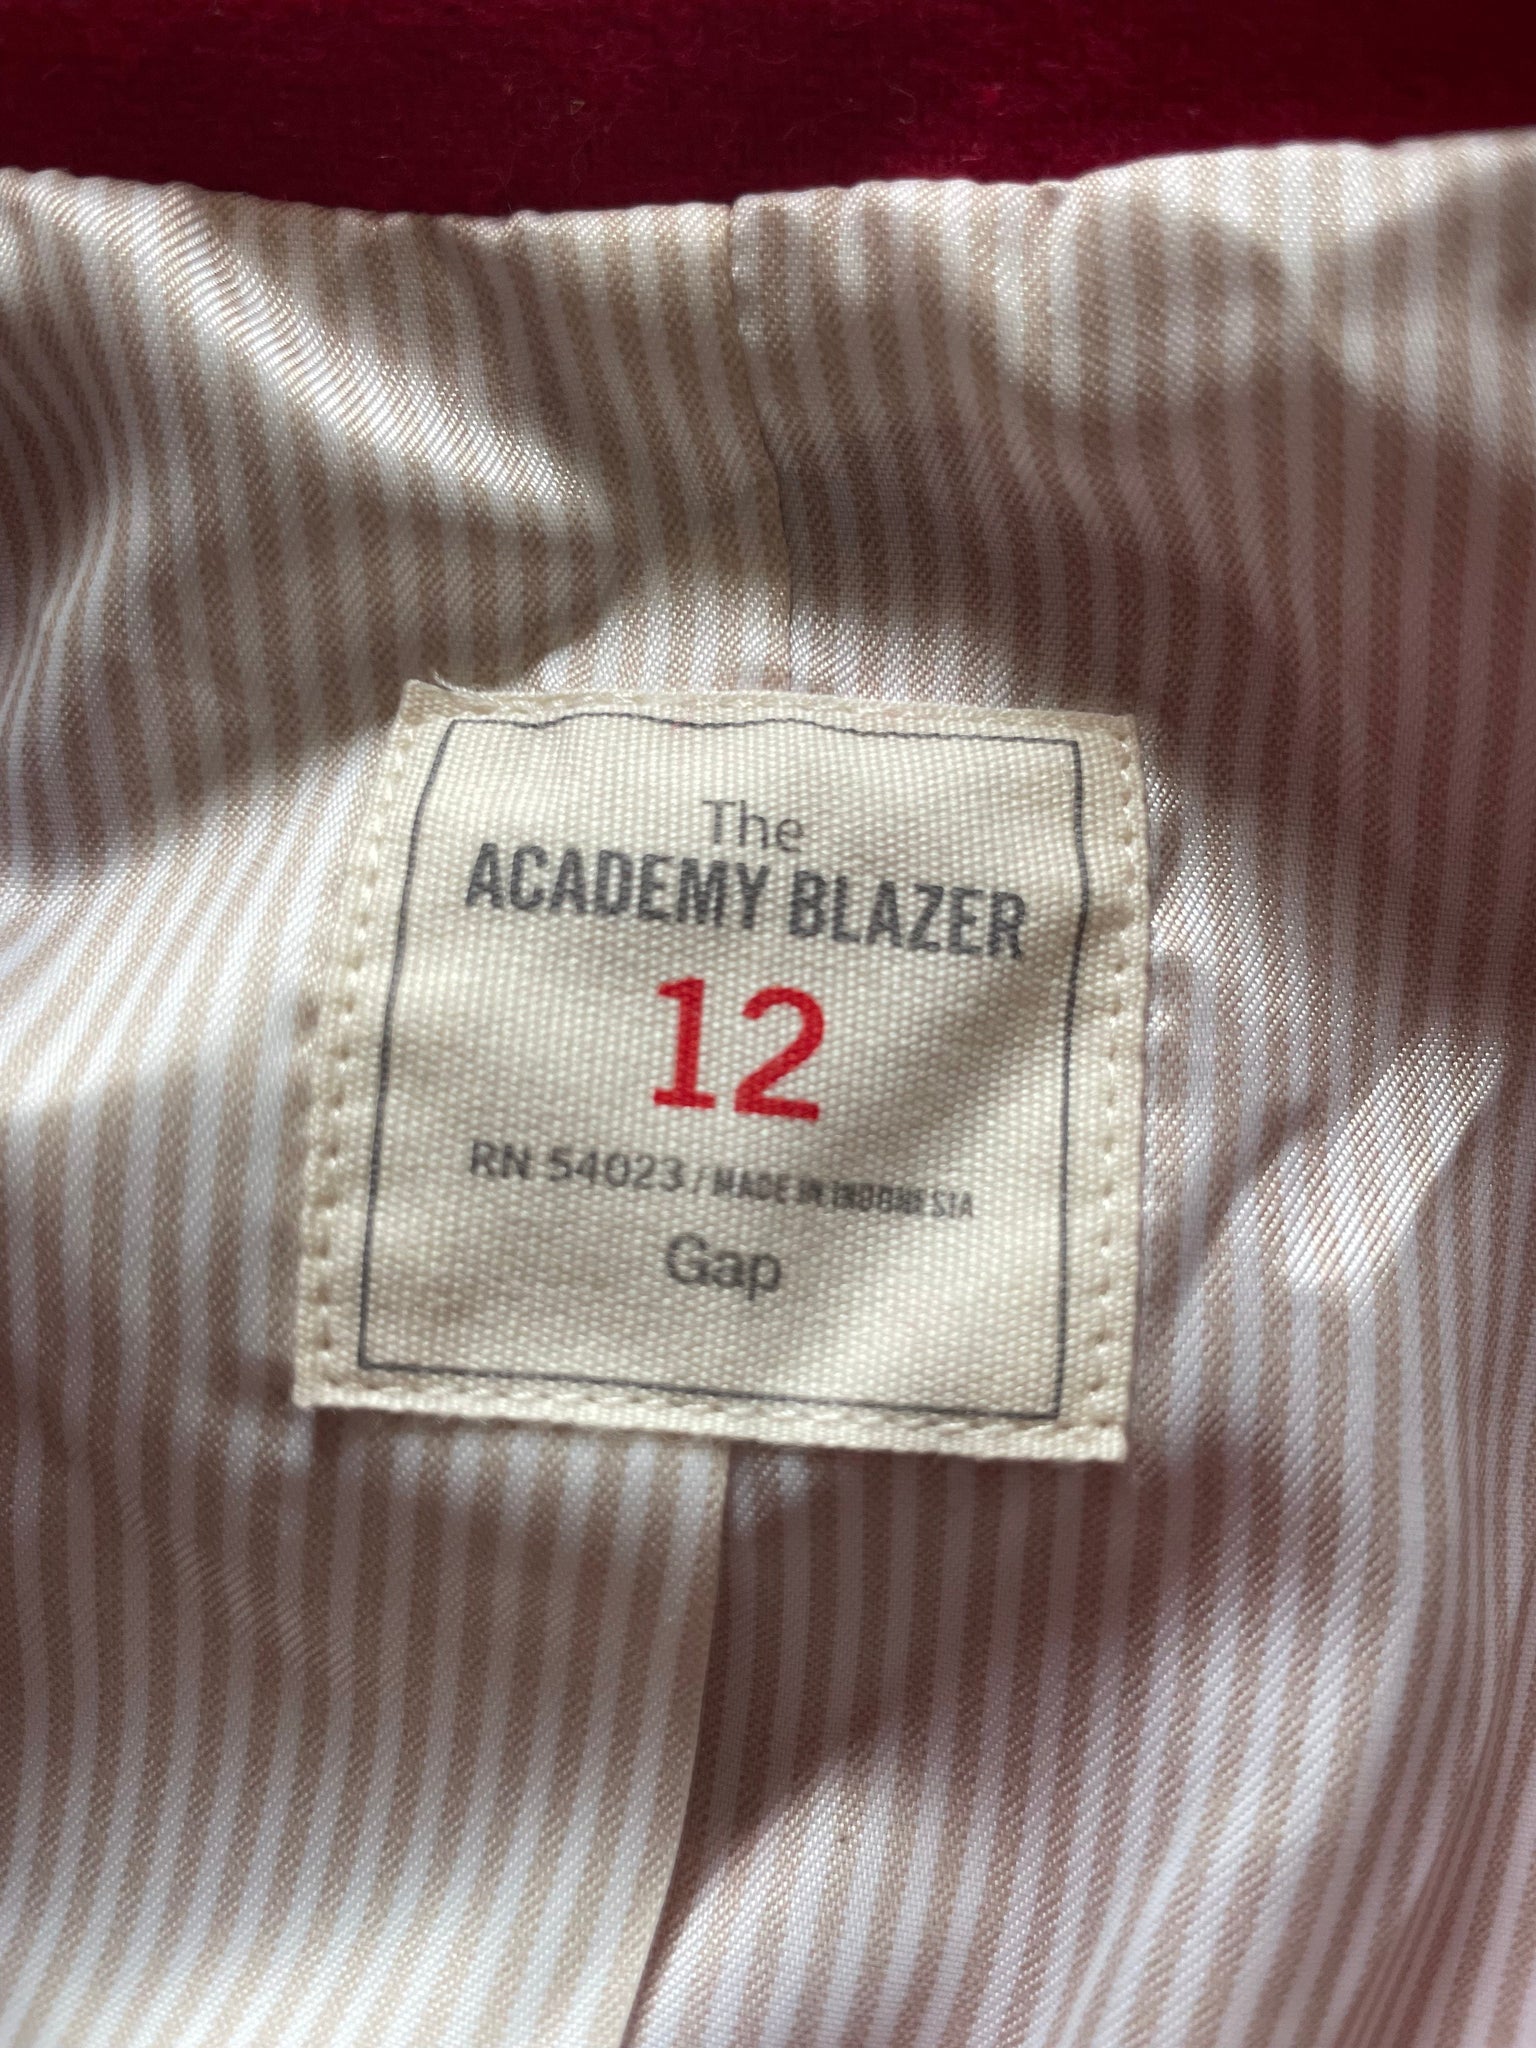 The
ACADEMY BLAZER
12
RN 54023 / MADE IN INDONESIA
Gap